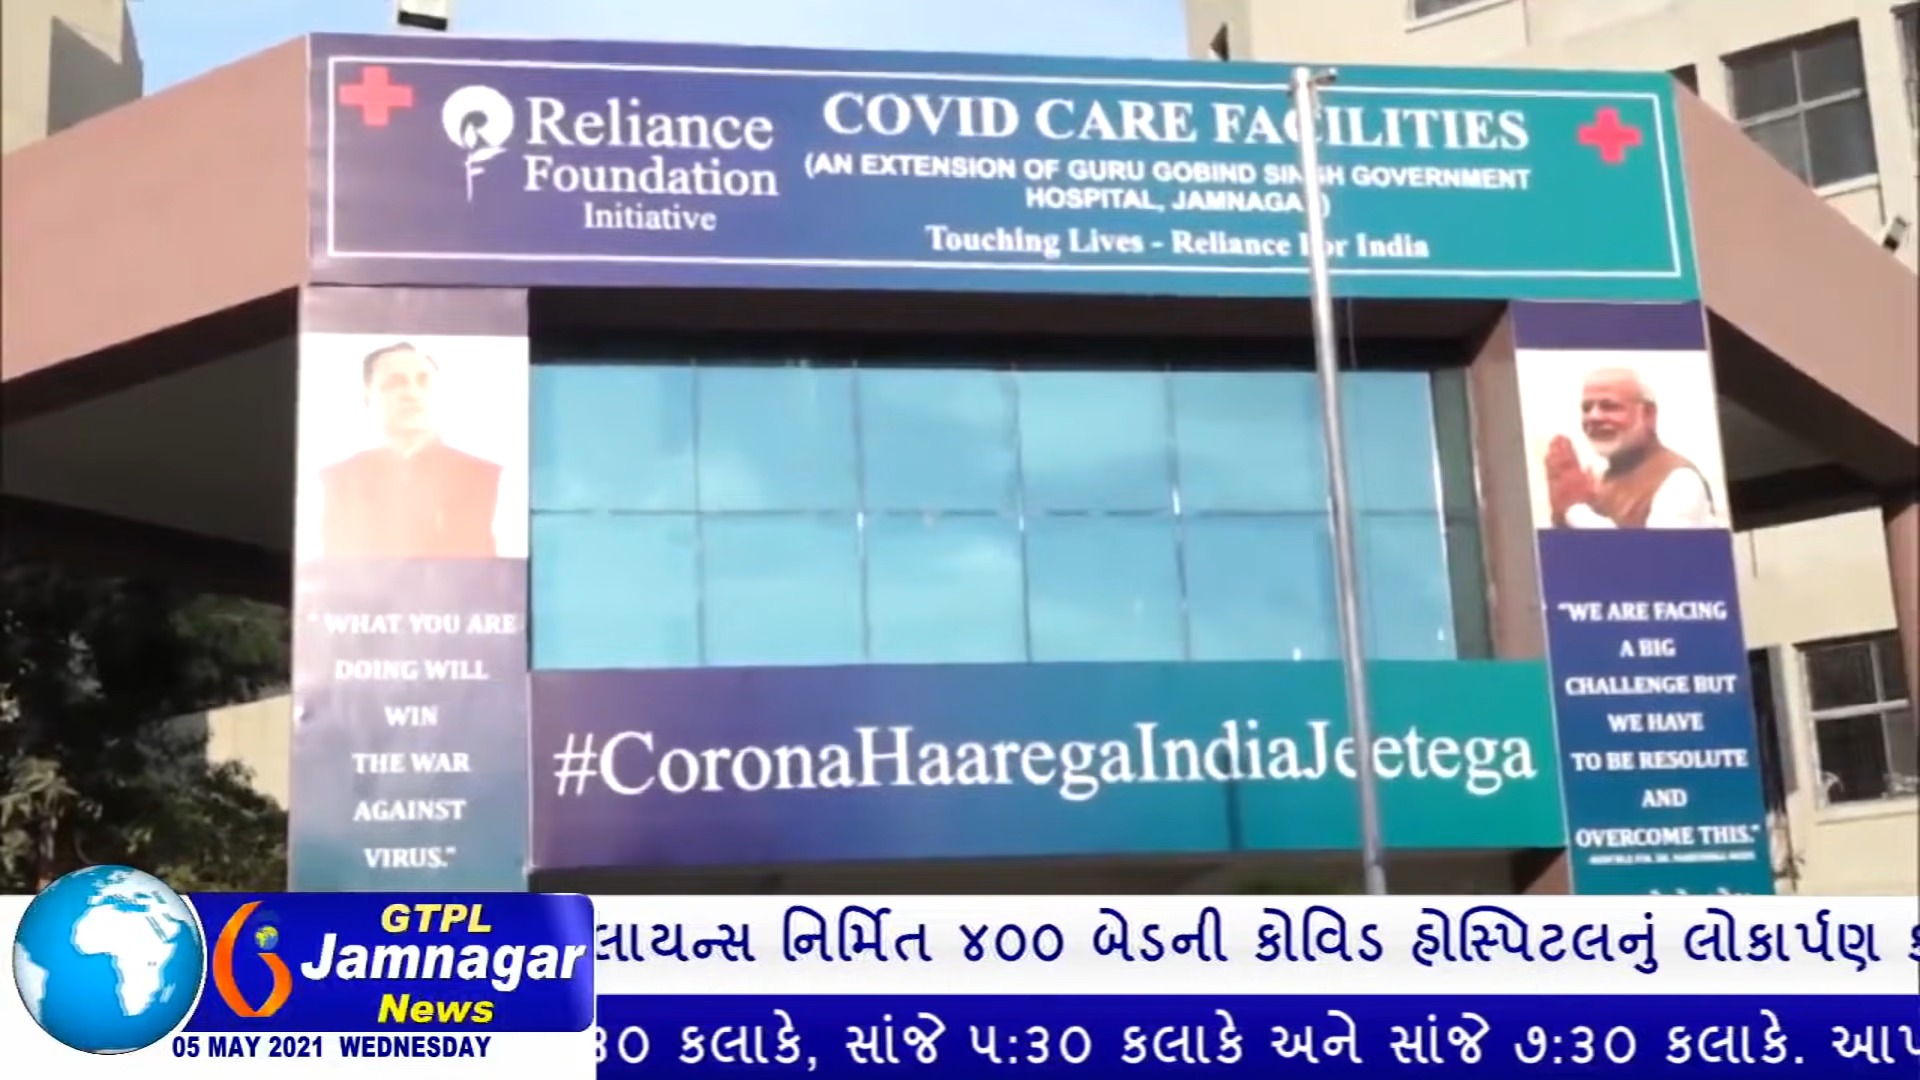 Reliance
Foundation
Initiative
COVID CARE FACILITIES
(AN EXTENSION OF GURU GOBIND SINGH GOVERNMENT
HOSPITAL, JAMNAGAR)
Touching Lives - Reliance For India
" WHAT YOU ARE
DOING WILL
WIN
THE WAR
AGAINST
VIRUS."
#CoronaHaaregaIndiaJeetega
"WE ARE FACING
A BIG
CHALLENGE BUT
WE HAVE
TO BE RESOLUTE
AND
OVERCOME THIS."
GTPL
Jamnagar
News
05 MAY 2021 WEDNESDAY
લાયન્સ નિર્મિત ૪૦૦ બેડની કોવિડ હોસ્પિટલનું લોકાર્પણ
:૩૦ કલાકે, સાંજે ૫:૩૦ કલાકે અને સાંજે ૭:૩૦ કલાકે. આપ